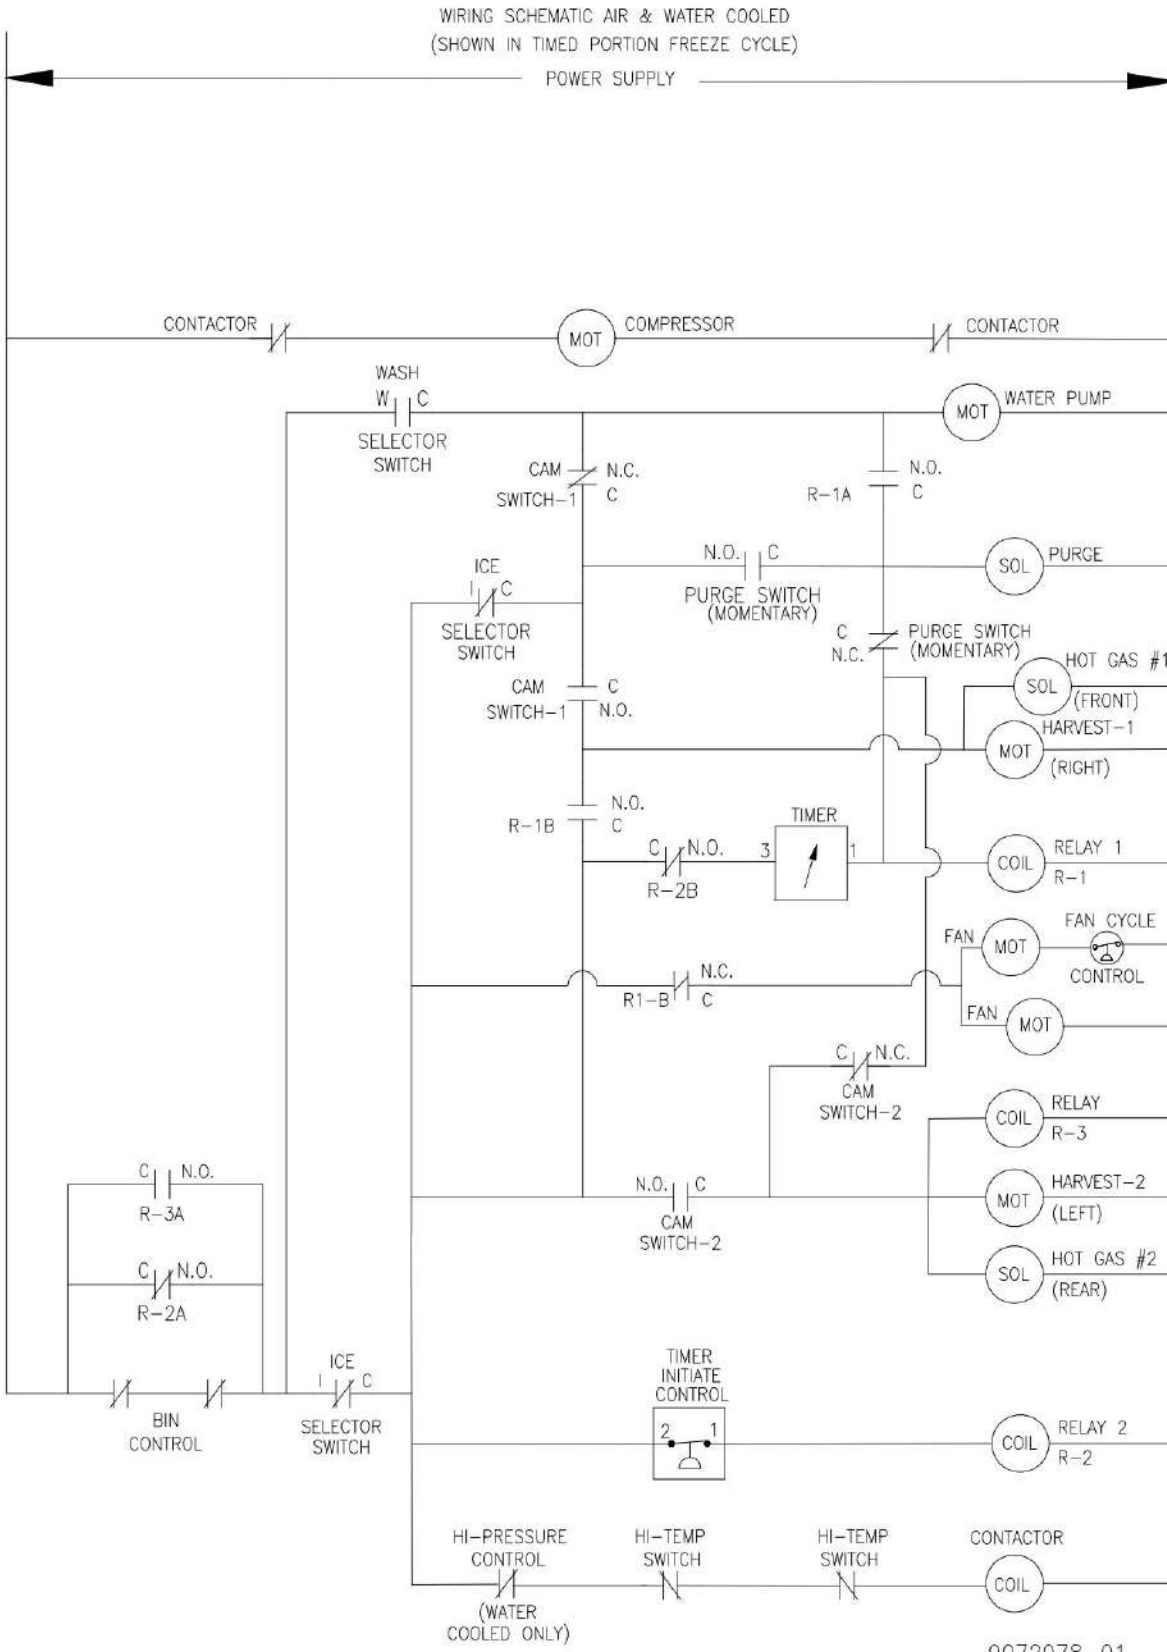 WIRING SCHEMATIC AIR & WATER COOLED
(SHOWN IN TIMED PORTION FREEZE CYCLE)
POWER SUPPLY
CONTACTOR
MOT
COMPRESSOR
CONTACTOR
WASH
W C
SELECTOR
SWITCH
MOT
WATER PUMP
CAM
SWITCH-1
N.C.
C
R-1A
N.O.
C
N.O. C
PURGE SWITCH
(MOMENTARY)
SOL
PURGE
ICE
I C
SELECTOR
SWITCH
C
N.C.
PURGE SWITCH
(MOMENTARY)
HOT GAS #1
SOL
(FRONT)
CAM
SWITCH-1
C
N.O.
HARVEST-1
MOT
(RIGHT)
R-1B
N.O.
C
C N.O.
R-2B
TIMER
3 1
COIL
RELAY 1
R-1
FAN
MOT
FAN CYCLE
CONTROL
N.C.
R1-B C
FAN
MOT
C N.C.
CAM
SWITCH-2
COIL
RELAY
R-3
C N.O.
R-3A
N.O. C
CAM
SWITCH-2
MOT
HARVEST-2
(LEFT)
C N.O.
R-2A
SOL
HOT GAS #2
(REAR)
BIN
CONTROL
ICE
I C
SELECTOR
SWITCH
TIMER
INITIATE
CONTROL
2 1
COIL
RELAY 2
R-2
HI-PRESSURE
CONTROL
(WATER
COOLED ONLY)
HI-TEMP
SWITCH
HI-TEMP
SWITCH
CONTACTOR
COIL